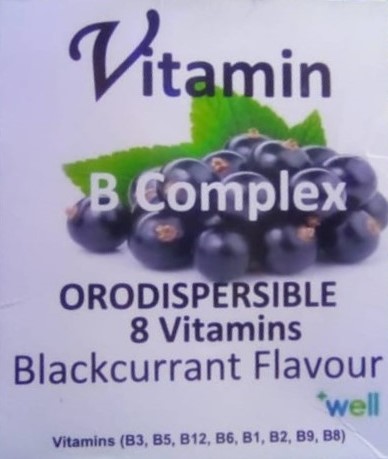 Vitamin
B Complex
ORODISPERSIBLE
8 Vitamins
Blackcurrant Flavour
+well
Vitamins (B3, B5, B12, B6, B1, B2, B9, B8)